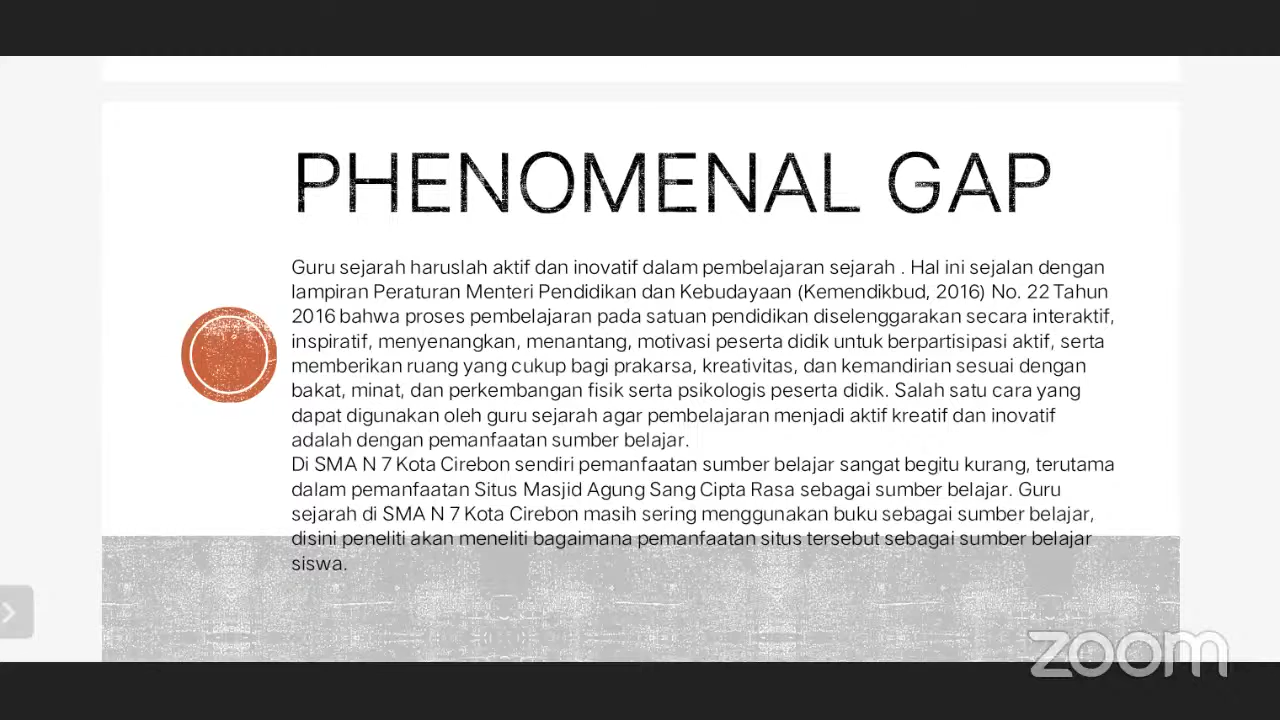 PHENOMENAL GAP
Guru sejarah haruslah aktif dan inovatif dalam pembelajaran sejarah . Hal ini sejalan dengan
lampiran Peraturan Menteri Pendidikan dan Kebudayaan (Kemendikbud, 2016) No. 22 Tahun
2016 bahwa proses pembelajaran pada satuan pendidikan diselenggarakan secara interaktif,
inspiratif, menyenangkan, menantang, motivasi peserta didik untuk berpartisipasi aktif, serta
memberikan ruang yang cukup bagi prakarsa, kreativitas, dan kemandirian sesuai dengan
bakat, minat, dan perkembangan fisik serta psikologis peserta didik. Salah satu cara yang
dapat digunakan oleh guru sejarah agar pembelajaran menjadi aktif kreatif dan inovatif
adalah dengan pemanfaatan sumber belajar.
Di SMA N 7 Kota Cirebon sendiri pemanfaatan sumber belajar sangat begitu kurang, terutama
dalam pemanfaatan Situs Masjid Agung Sang Cipta Rasa sebagai sumber belajar. Guru
sejarah di SMA N 7 Kota Cirebon masih sering menggunakan buku sebagai sumber belajar,
disini peneliti akan meneliti bagaimana pemanfaatan situs tersebut sebagai sumber belajar
siswa.
zoom